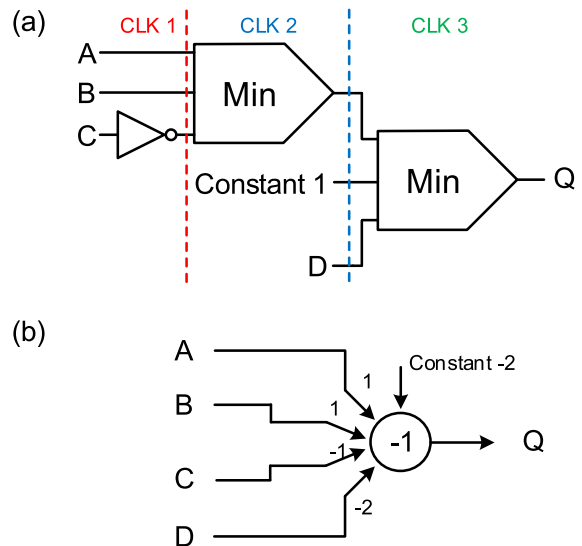 (a)
CLK 1 CLK 2 CLK 3
A
B
C
Min
Constant 1
Min
Q
D
(b)
A
1
Constant -2
B
1
-1
-1
Q
C
-2
D